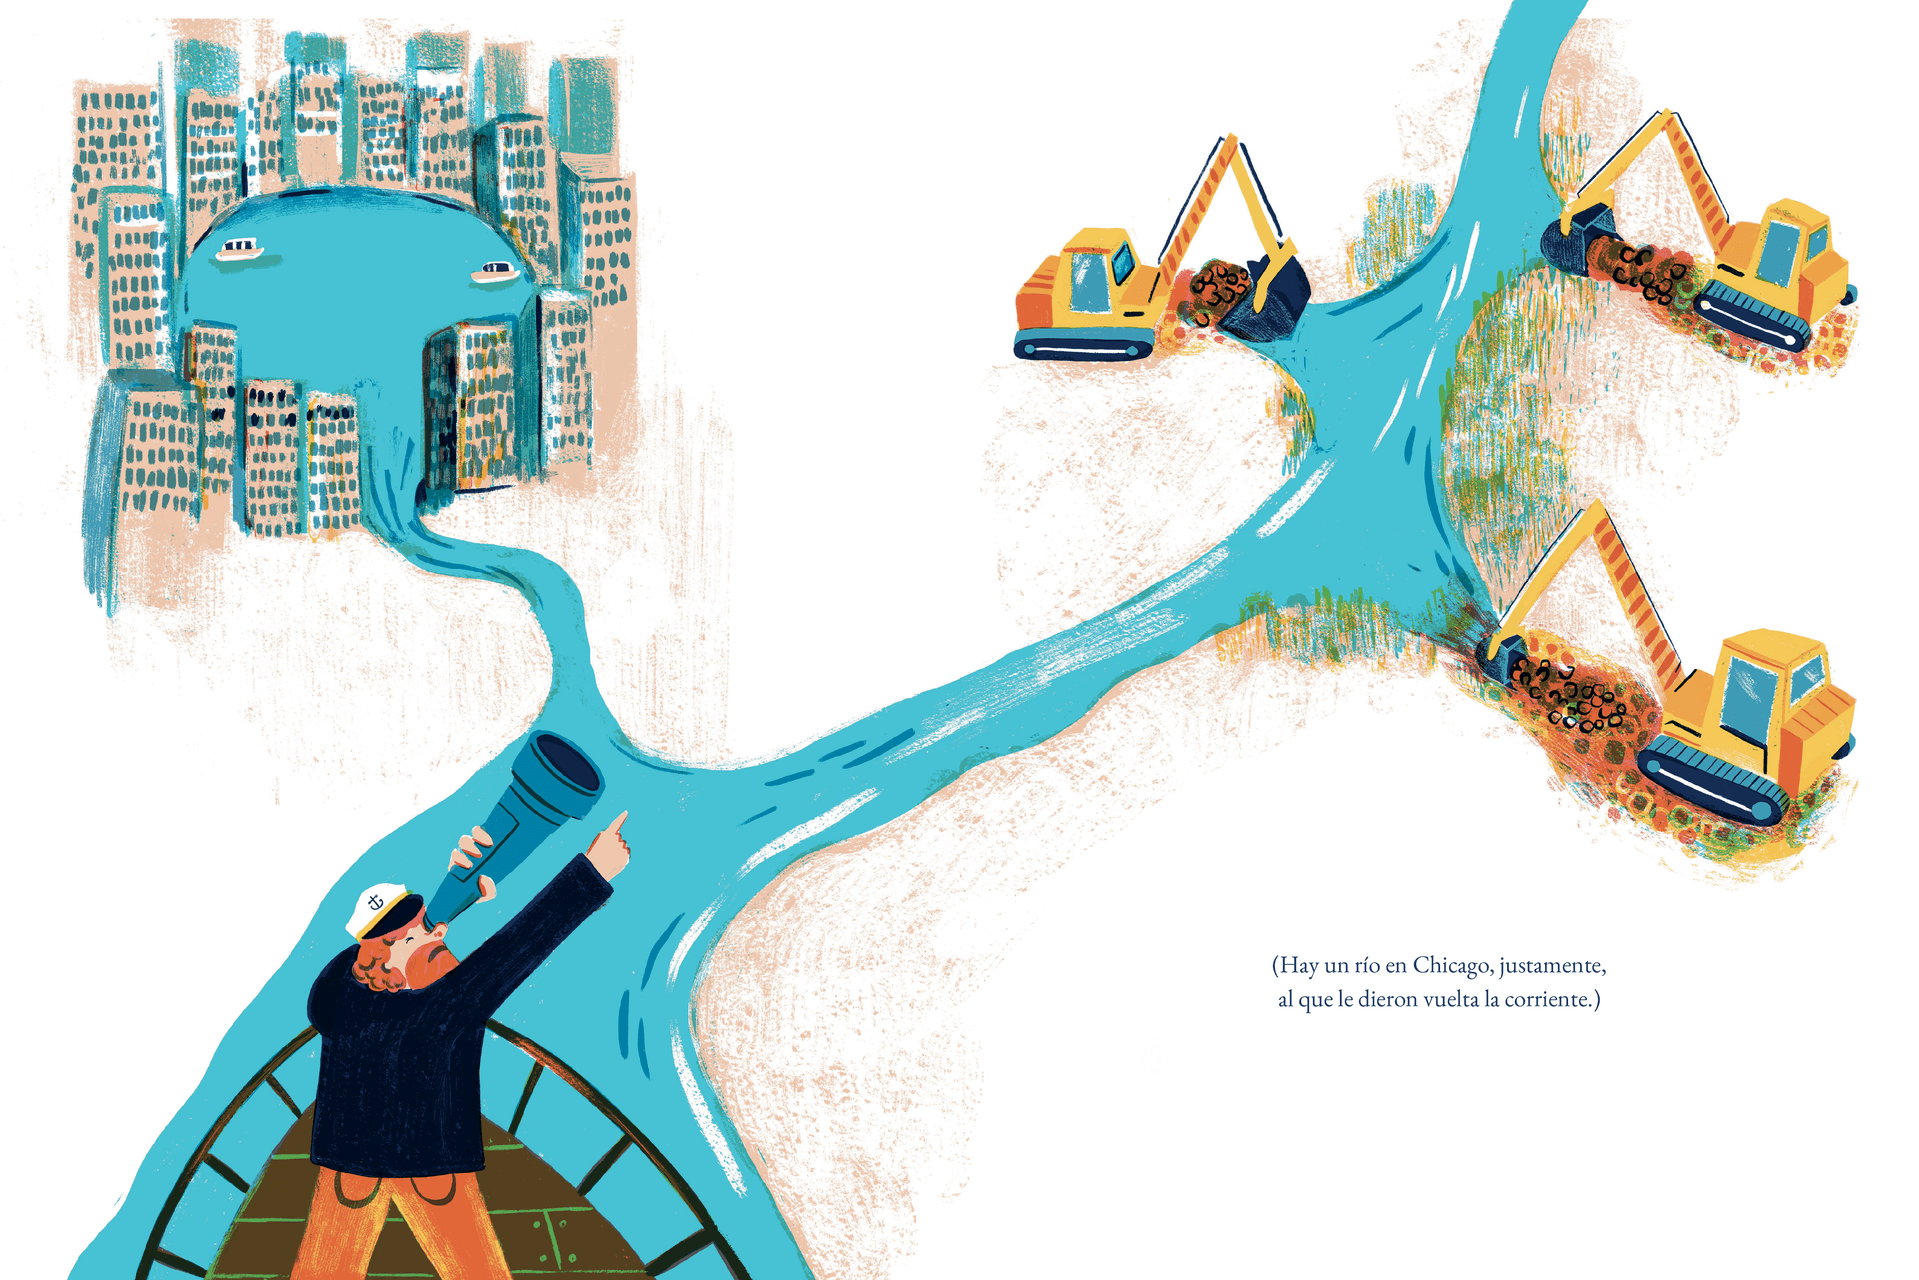 (Hay un río en Chicago, justamente,
al que le dieron vuelta la corriente.)